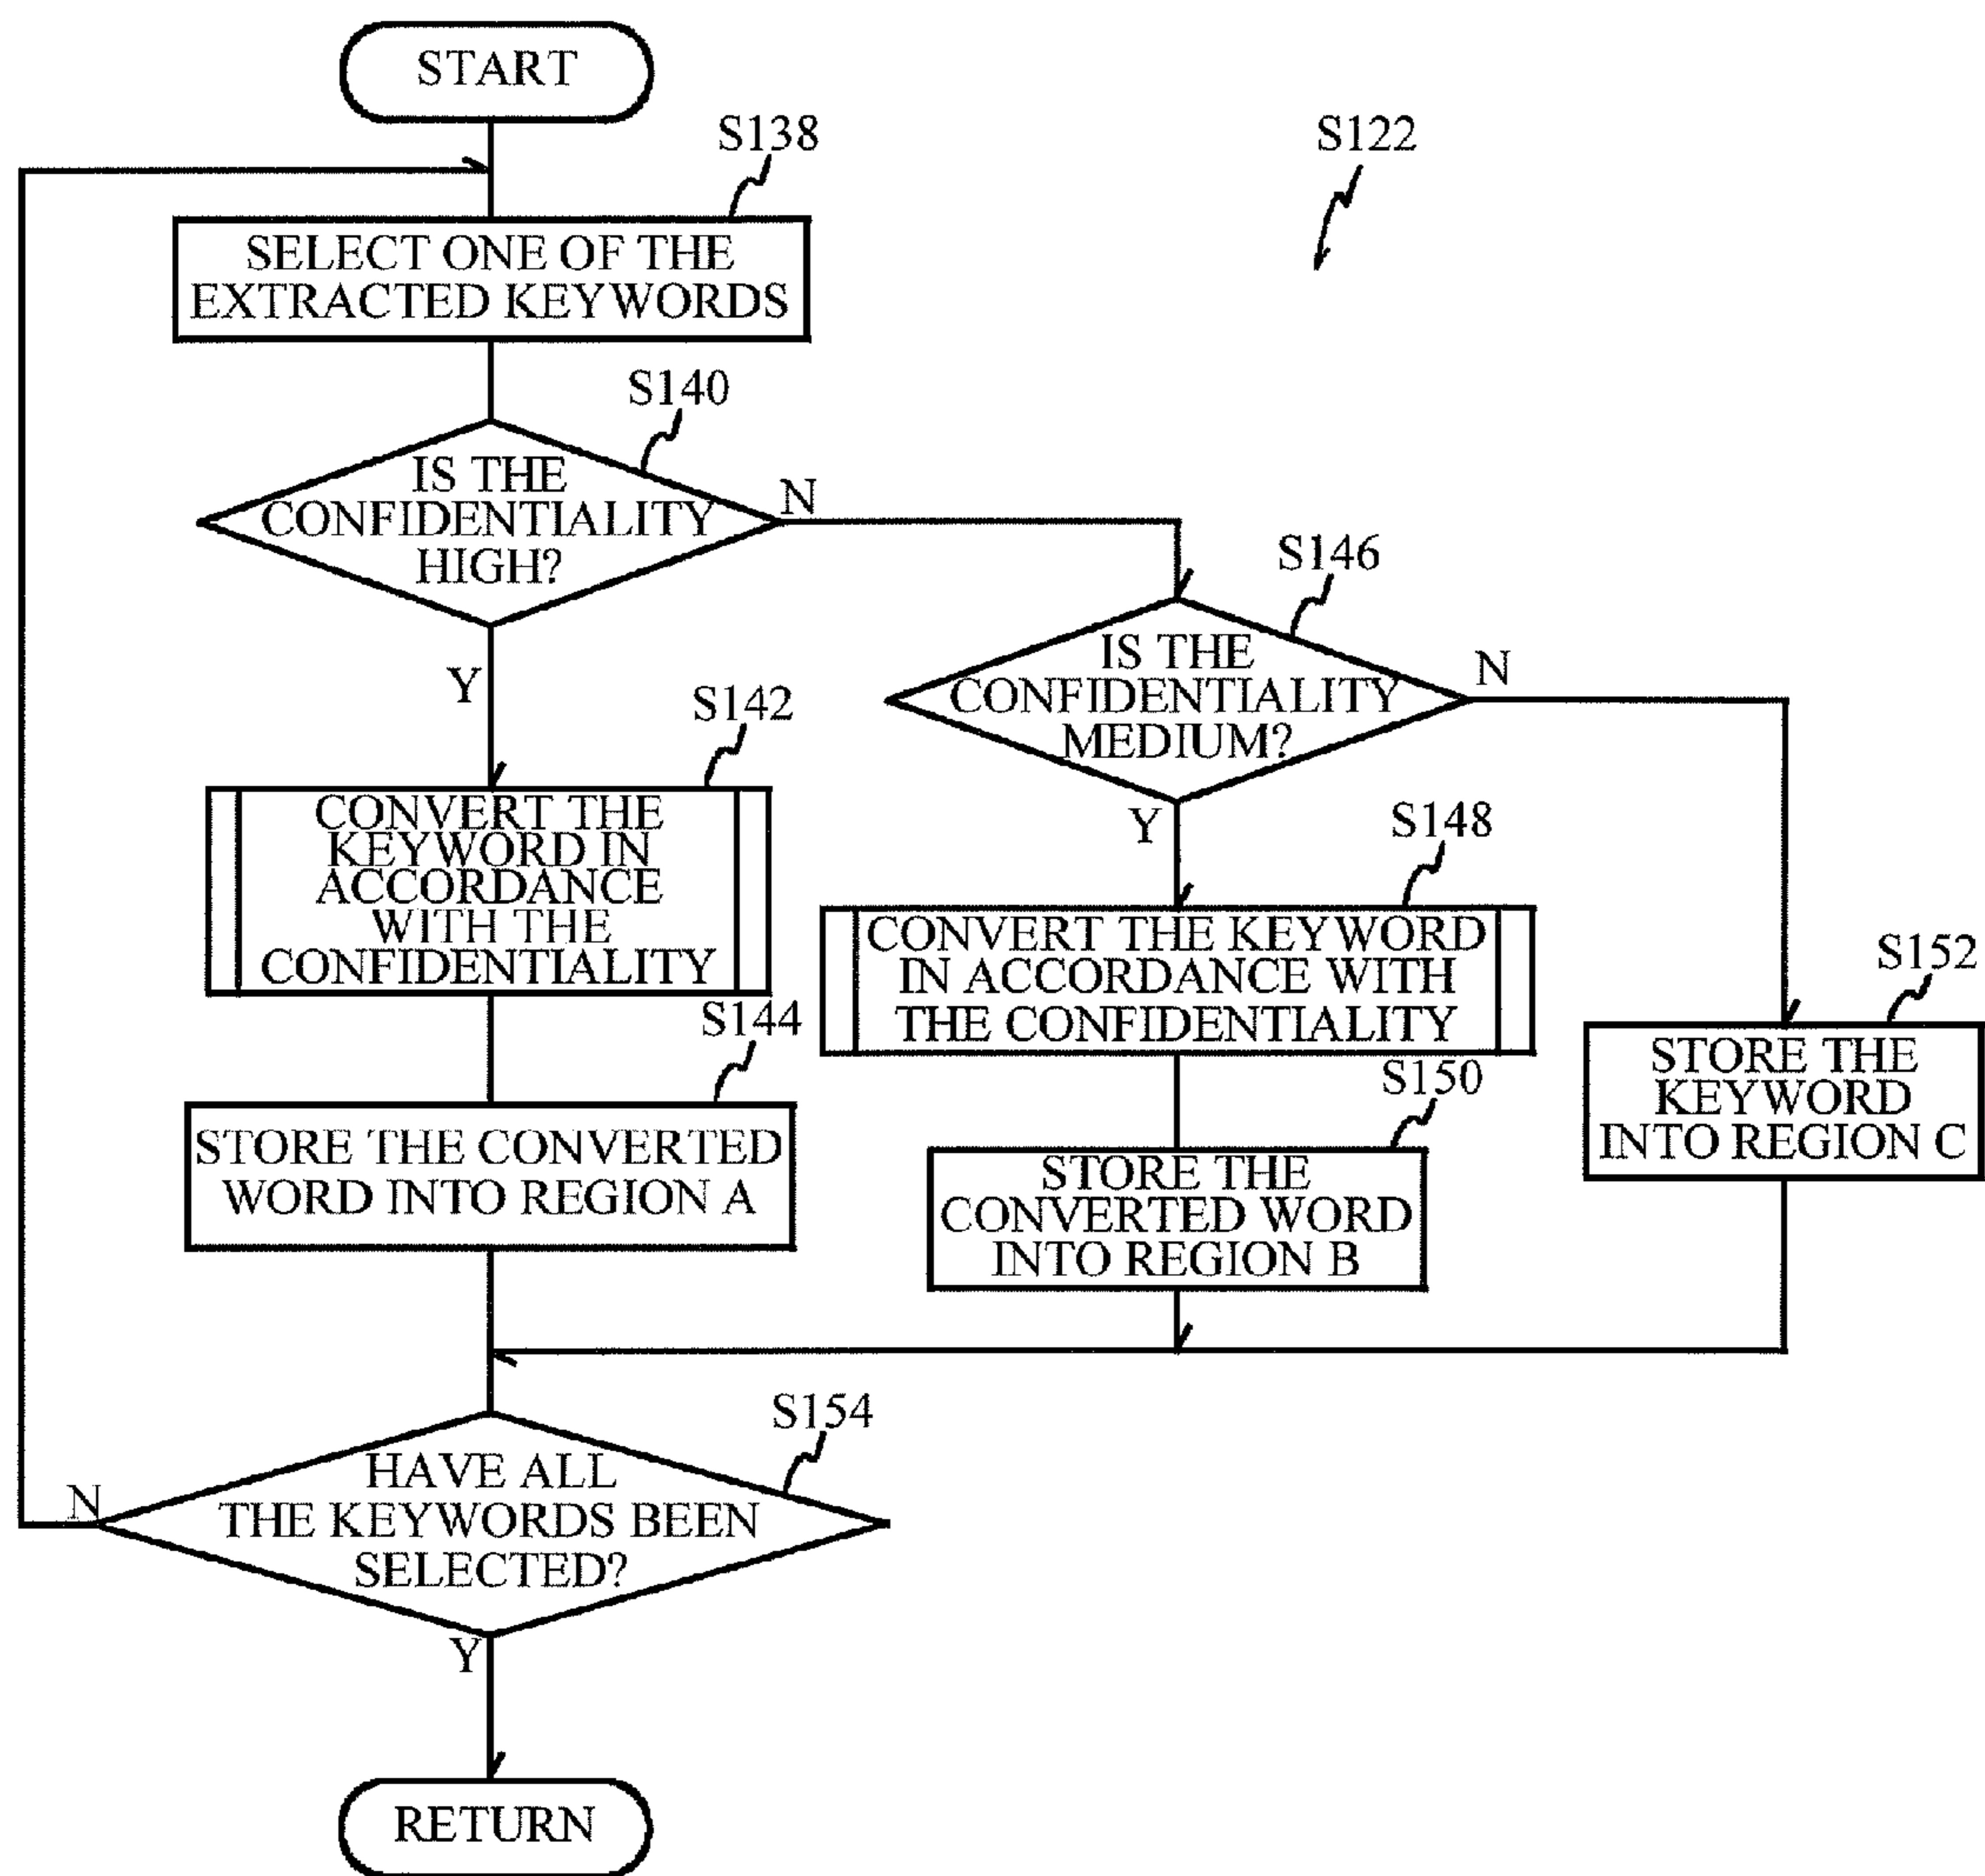 START
S138
S122
SELECT ONE OF THE
EXTRACTED KEYWORDS
S140
IS THE
CONFIDENTIALITY
HIGH?
N
Y
S146
IS THE
CONFIDENTIALITY
MEDIUM?
N
Y
S142
CONVERT THE
KEYWORD IN
ACCORDANCE
WITH THE
CONFIDENTIALITY
S148
CONVERT THE KEYWORD
IN ACCORDANCE WITH
THE CONFIDENTIALITY
S152
STORE THE
KEYWORD
INTO REGION C
S144
STORE THE CONVERTED
WORD INTO REGION A
S150
STORE THE
CONVERTED WORD
INTO REGION B
S154
HAVE ALL
THE KEYWORDS BEEN
SELECTED?
N
Y
RETURN